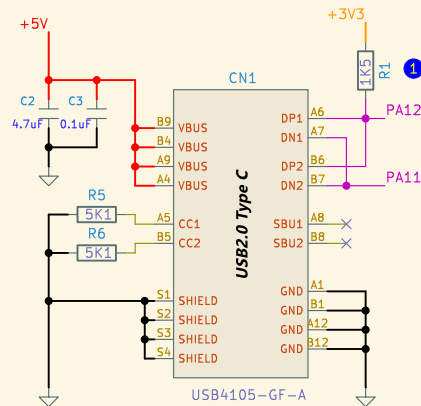 +5V
+3V3
C2
C3
4.7uF
0.1uF
CN1
R1
1K5
1
USB2.0 Type C
B9 VBUS
B4 VBUS
A9 VBUS
A4 VBUS
A5 CC1
B5 CC2
R5
5K1
R6
5K1
S1 SHIELD
S2 SHIELD
S3 SHIELD
S4 SHIELD
DP1 A6
PA12
DN1 A7
DP2 B6
DN2 B7
PA11
SBU1 A8
SBU2 B8
GND A1
GND B1
GND A12
GND B12
USB4105-GF-A